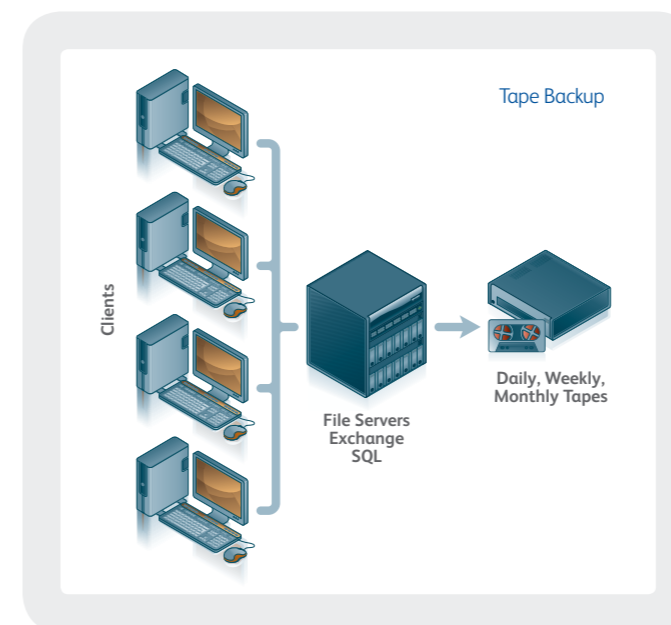 Tape Backup
Clients
File Servers
Exchange
SQL
Daily, Weekly,
Monthly Tapes